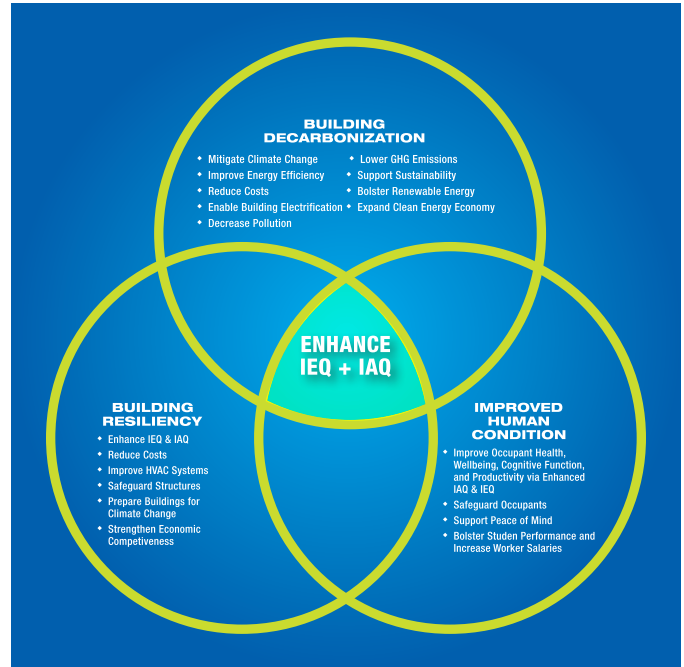 BUILDING
DECARBONIZATION
Mitigate Climate Change
Improve Energy Efficiency
Reduce Costs
Enable Building Electrification
Decrease Pollution
Lower GHG Emissions
Support Sustainability
Bolster Renewable Energy
Expand Clean Energy Economy
ENHANCE
IEQ + IAQ
BUILDING
RESILIENCY
Enhance IEQ & IAQ
Reduce Costs
Improve HVAC Systems
Safeguard Structures
Prepare Buildings for
Climate Change
Strengthen Economic
Competiveness
IMPROVED
HUMAN
CONDITION
Improve Occupant Health,
Wellbeing, Cognitive Function,
and Productivity via Enhanced
IAQ & IEQ
Safeguard Occupants
Support Peace of Mind
Bolster Studen Performance and
Increase Worker Salaries